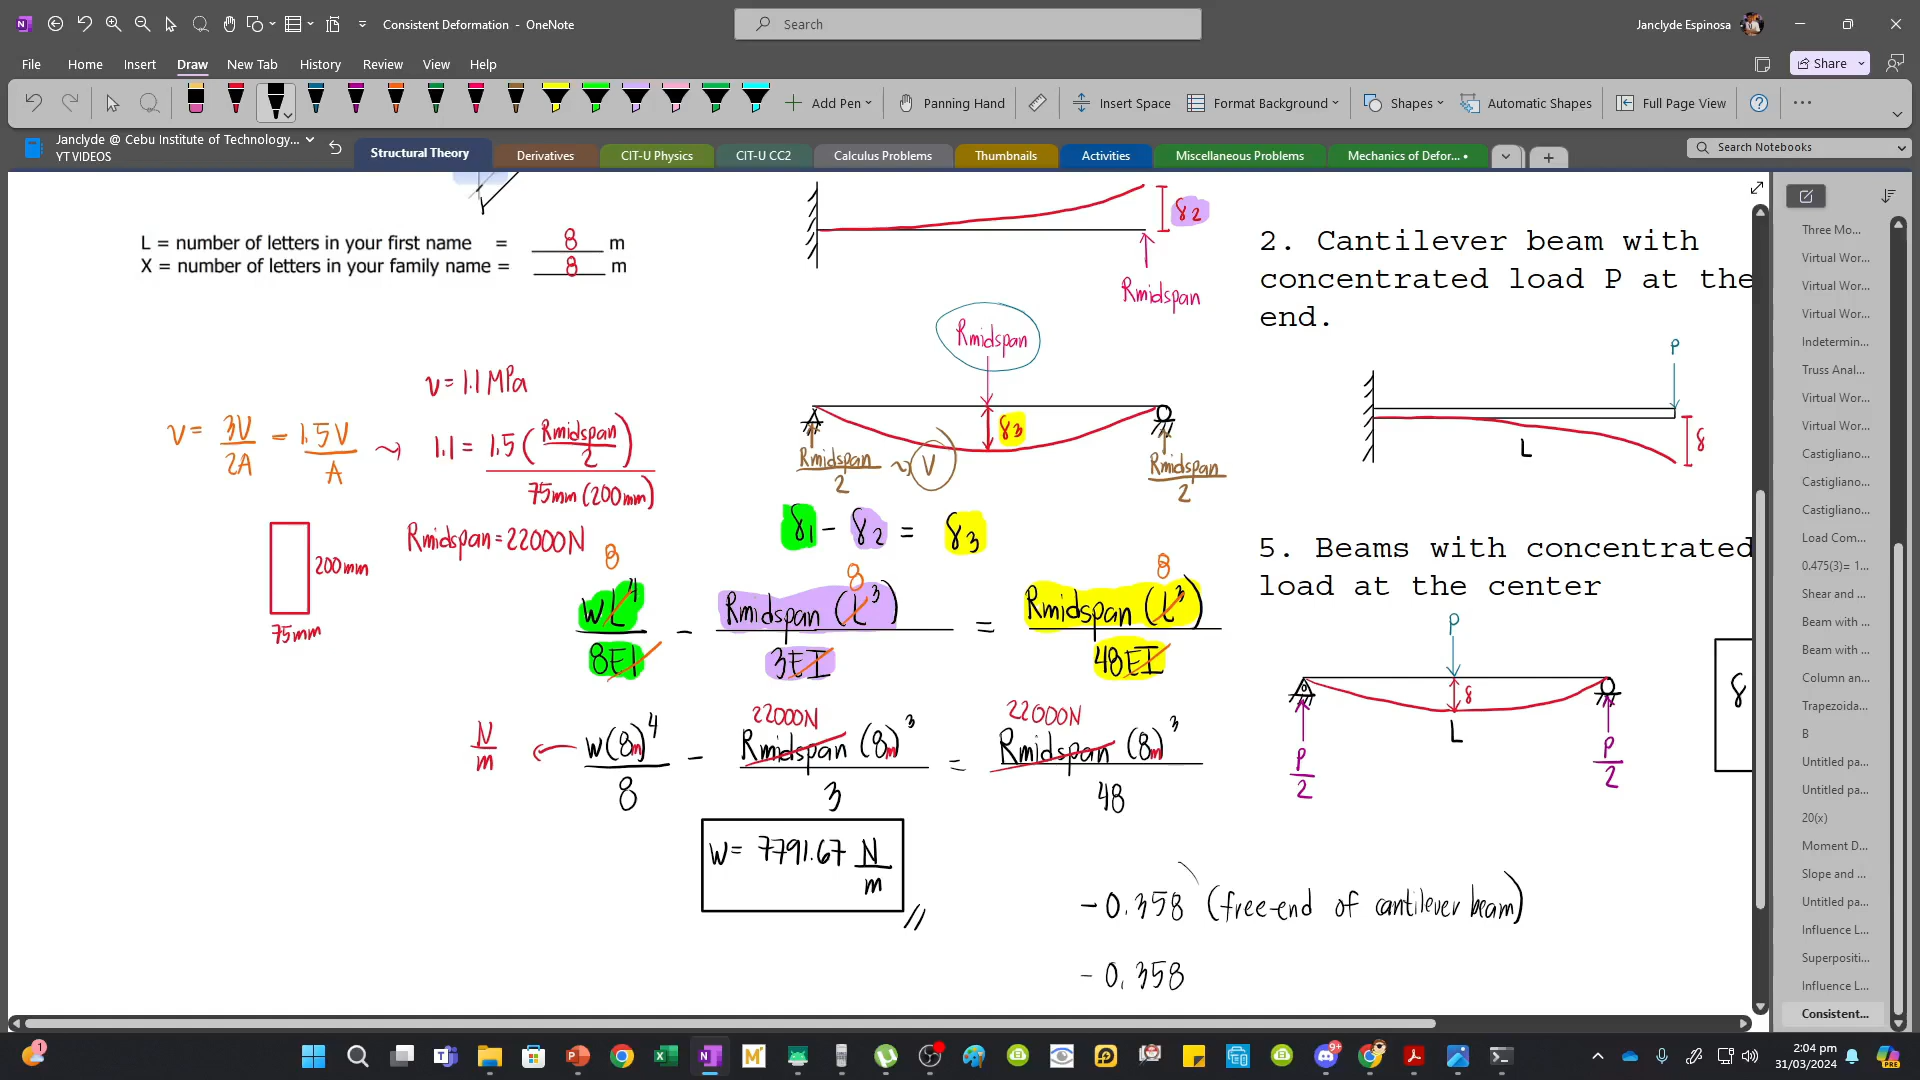 Consistent Deformation - OneNote
Search
Janclyde Espinosa
File Home Insert Draw New Tab History Review View Help
Share
Add Pen
Panning Hand
Insert Space
Format Background
Shapes
Automatic Shapes
Full Page View
Janclyde @ Cebu Institute of Technology...
YT VIDEOS
Structural Theory
Derivatives
CIT-U Physics
CIT-U CC2
Calculus Problems
Thumbnails
Activities
Miscellaneous Problems
Mechanics of Defor...
Search Notebooks
L = number of letters in your first name = 8 m
X = number of letters in your family name = 8 m
δ2
Rmidspan
Rmidspan
δ3
Rmidspan/2 ~> V
Rmidspan/2
v = 1.1 MPa
v = 3V/2A = 1.5V/A ~> 1.1 = 1.5 (Rmidspan/2) / 75mm (200mm)
Rmidspan = 22000N
200mm
75mm
δ1 - δ2 = δ3
8 8 8
wL^4/8EI - Rmidspan (L^3)/3EI = Rmidspan (L^3)/48EI
22000N 22000N
N/m ← w(8m)^4/8 - Rmidspan (8m)^3/3 = Rmidspan (8m)^3/48
w = 7791.67 N/m
- 0.358 (free-end of cantilever beam)
- 0.358
2. Cantilever beam with
concentrated load P at the
end.
P
L
δ
5. Beams with concentrated
load at the center
P
δ
L
P/2
P/2
δ
Three Mo...
Virtual Wor...
Virtual Wor...
Virtual Wor...
Indetermin...
Truss Anal...
Virtual Wor...
Virtual Wor...
Castigliano...
Castigliano...
Castigliano...
Load Com...
0.475(3)= 1...
Shear and ...
Beam with ...
Beam with ...
Column an...
Trapezoida...
B
Untitled pa...
Untitled pa...
20(x)
Moment D...
Slope and ...
Untitled pa...
Influence L...
Superpositi...
Influence L...
Consistent...
1
9+
2:04 pm
31/03/2024
PRE